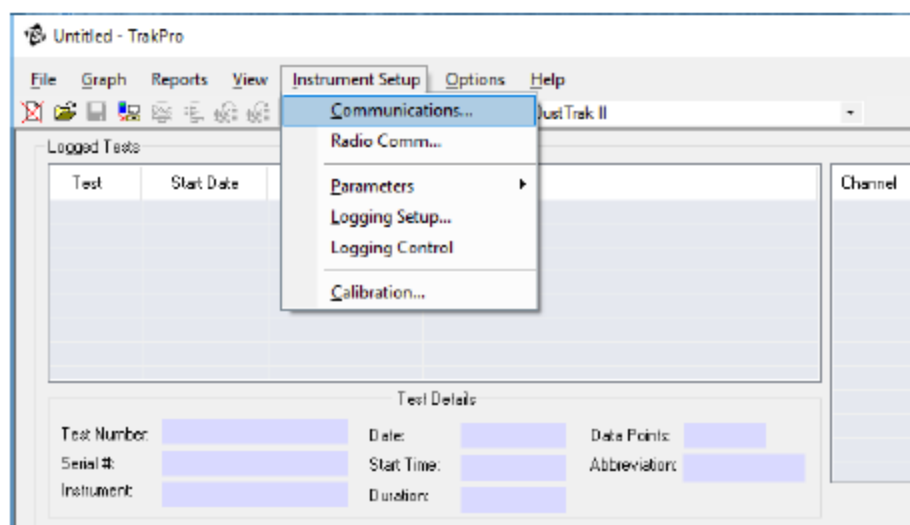 Untitled - TrakPro
File Graph Reports View Instrument Setup Options Help
Communications...
DustTrak II
Radio Comm...
Logged Tests
Test Start Date
Channel
Parameters
Logging Setup...
Logging Control
Calibration...
Test Details
Test Number: Date: Data Points:
Serial #: Start Time: Abbreviation:
Instrument: Duration: